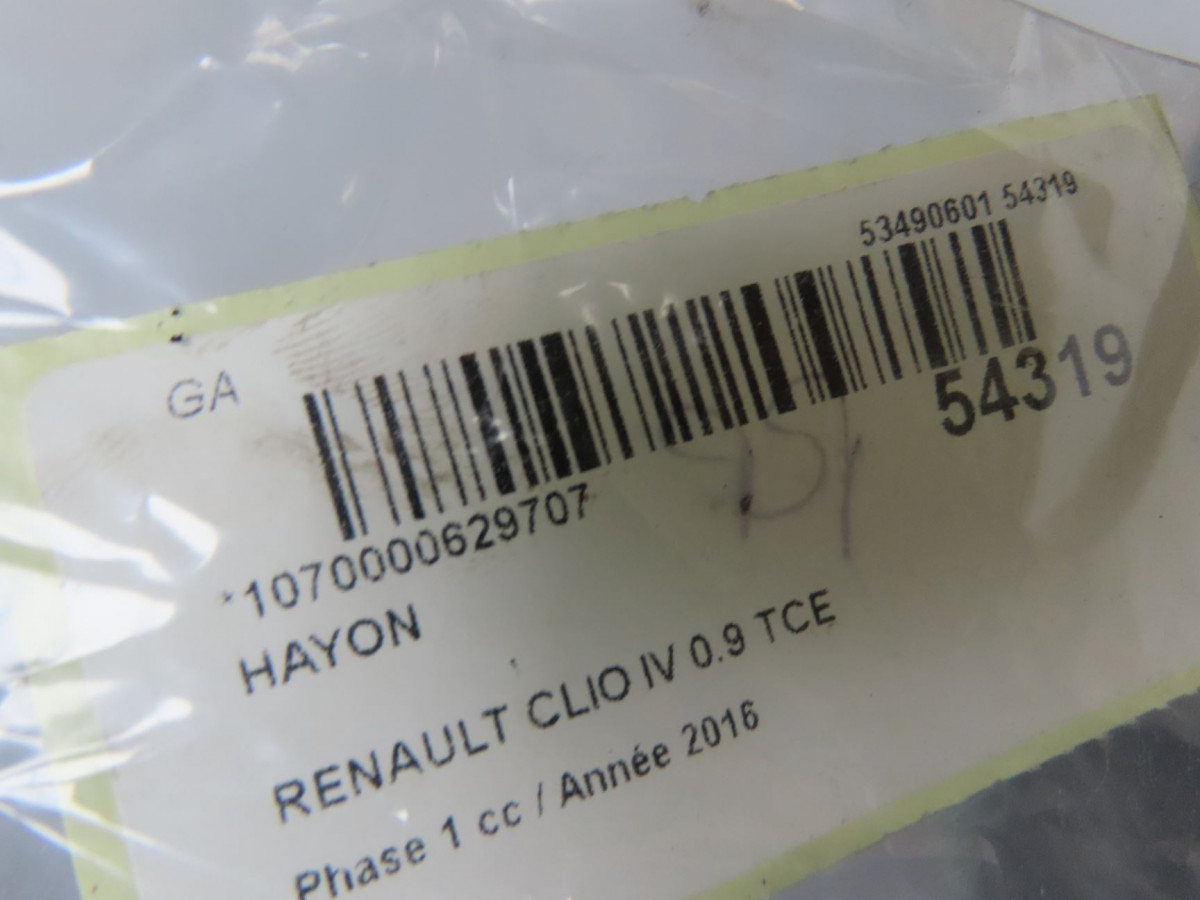 53490601 54319
GA
54319
*1070000629707
HAYON
RENAULT CLIO IV 0.9 TCE
Phase 1 cc / Année 2016